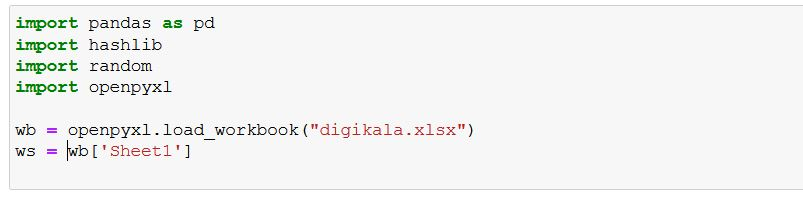 import pandas as pd
import hashlib
import random
import openpyxl
wb = openpyxl.load_workbook("digikala.xlsx")
ws = wb['Sheet1']